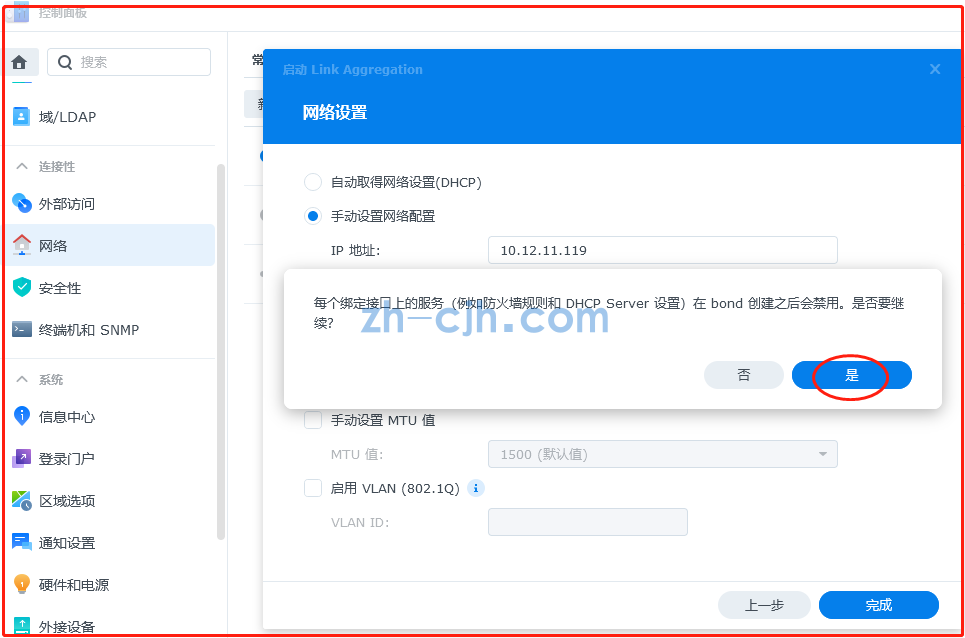 控制面板
搜索
域/LDAP
连接性
外部访问
网络
安全性
终端机和 SNMP
系统
信息中心
登录门户
区域选项
通知设置
硬件和电源
外接设备
常
启动 Link Aggregation
网络设置
自动取得网络设置(DHCP)
手动设置网络配置
IP 地址:
10.12.11.119
每个绑定接口上的服务（例如防火墙规则和 DHCP Server 设置）在 bond 创建之后会禁用。是否要继
续?
zh-cjh.com
否
是
手动设置 MTU 值
MTU 值:
1500 (默认值)
启用 VLAN (802.1Q)
VLAN ID:
上一步
完成